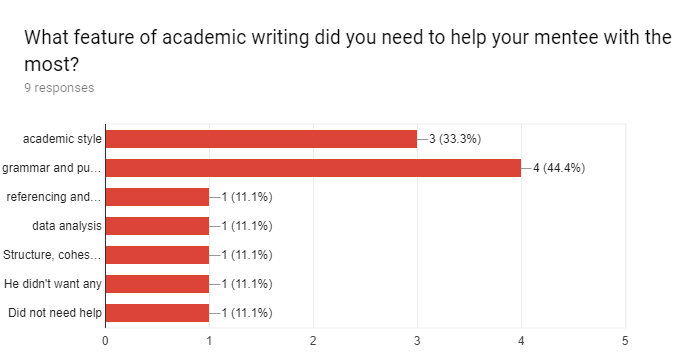 What feature of academic writing did you need to help your mentee with the
most?
9 responses
academic style 3 (33.3%)
grammar and pu... 4 (44.4%)
referencing and... 1 (11.1%)
data analysis 1 (11.1%)
Structure, cohes... 1 (11.1%)
He didn't want any 1 (11.1%)
Did not need help 1 (11.1%)
0 1 2 3 4 5